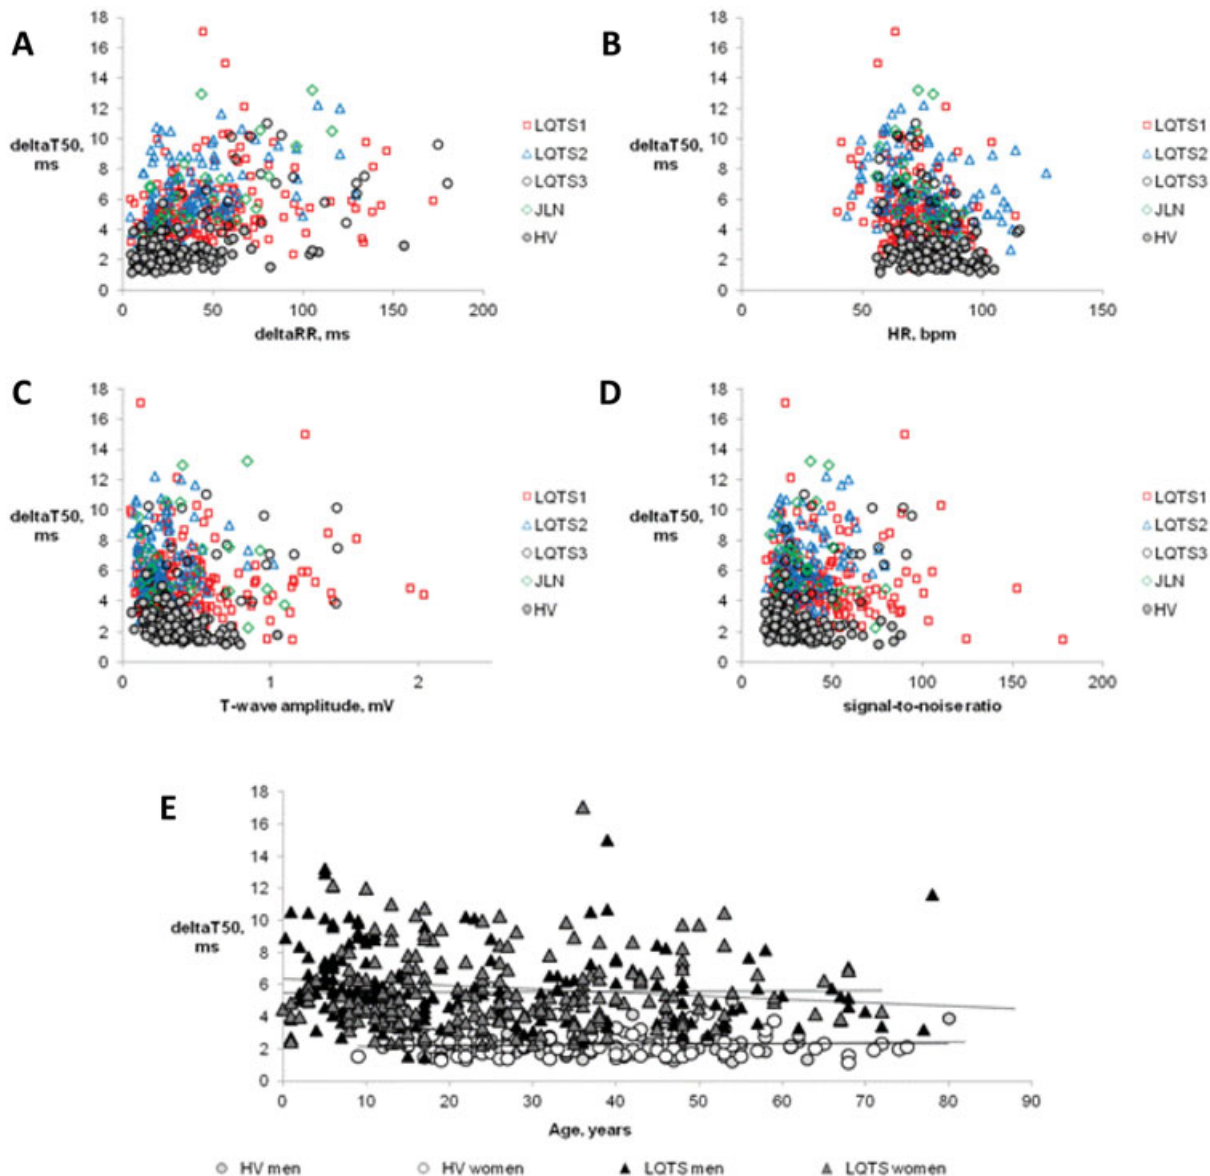 A
18
16
14
12
10
8
6
4
2
0
deltaT50,
ms
0 50 100 150 200
deltaRR, ms
LQTS1
LQTS2
LQTS3
JLN
HV
B
18
16
14
12
10
8
6
4
2
0
deltaT50,
ms
0 50 100 150
HR, bpm
LQTS1
LQTS2
LQTS3
JLN
HV
C
18
16
14
12
10
8
6
4
2
0
deltaT50,
ms
0 1 2
T-wave amplitude, mV
LQTS1
LQTS2
LQTS3
JLN
HV
D
18
16
14
12
10
8
6
4
2
0
deltaT50,
ms
0 50 100 150 200
signal-to-noise ratio
LQTS1
LQTS2
LQTS3
JLN
HV
E
18
16
14
12
10
8
6
4
2
0
deltaT50,
ms
0 10 20 30 40 50 60 70 80 90
Age, years
HV men HV women LQTS men LQTS women